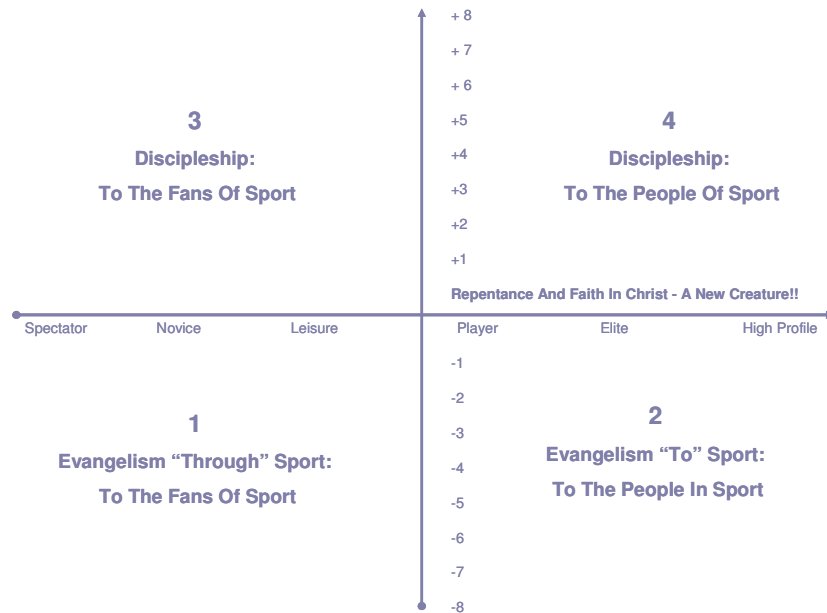 + 8
+ 7
+ 6
+5
+4
+3
+2
+1
3
Discipleship:
To The Fans Of Sport
4
Discipleship:
To The People Of Sport
Repentance And Faith In Christ - A New Creature!!
Spectator Novice Leisure Player Elite High Profile
1
Evangelism “Through” Sport:
To The Fans Of Sport
2
Evangelism “To” Sport:
To The People In Sport
-1
-2
-3
-4
-5
-6
-7
-8